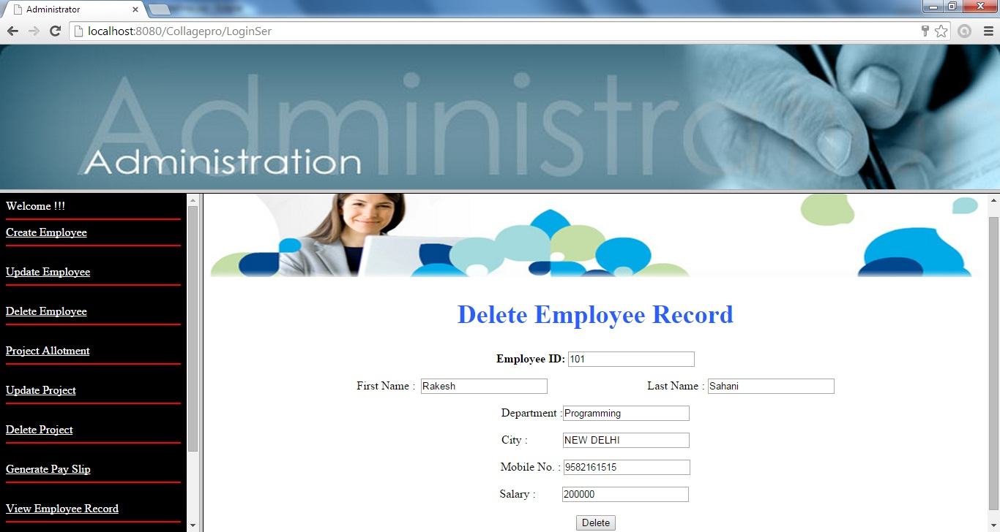 Administrator
localhost:8080/Collagepro/LoginSer
Administration
Welcome !!!
Create Employee
Update Employee
Delete Employee
Project Allotment
Update Project
Delete Project
Generate Pay Slip
View Employee Record
Delete Employee Record
Employee ID: 101
First Name : Rakesh Last Name : Sahani
Department : Programming
City : NEW DELHI
Mobile No. : 9582161515
Salary : 200000
Delete